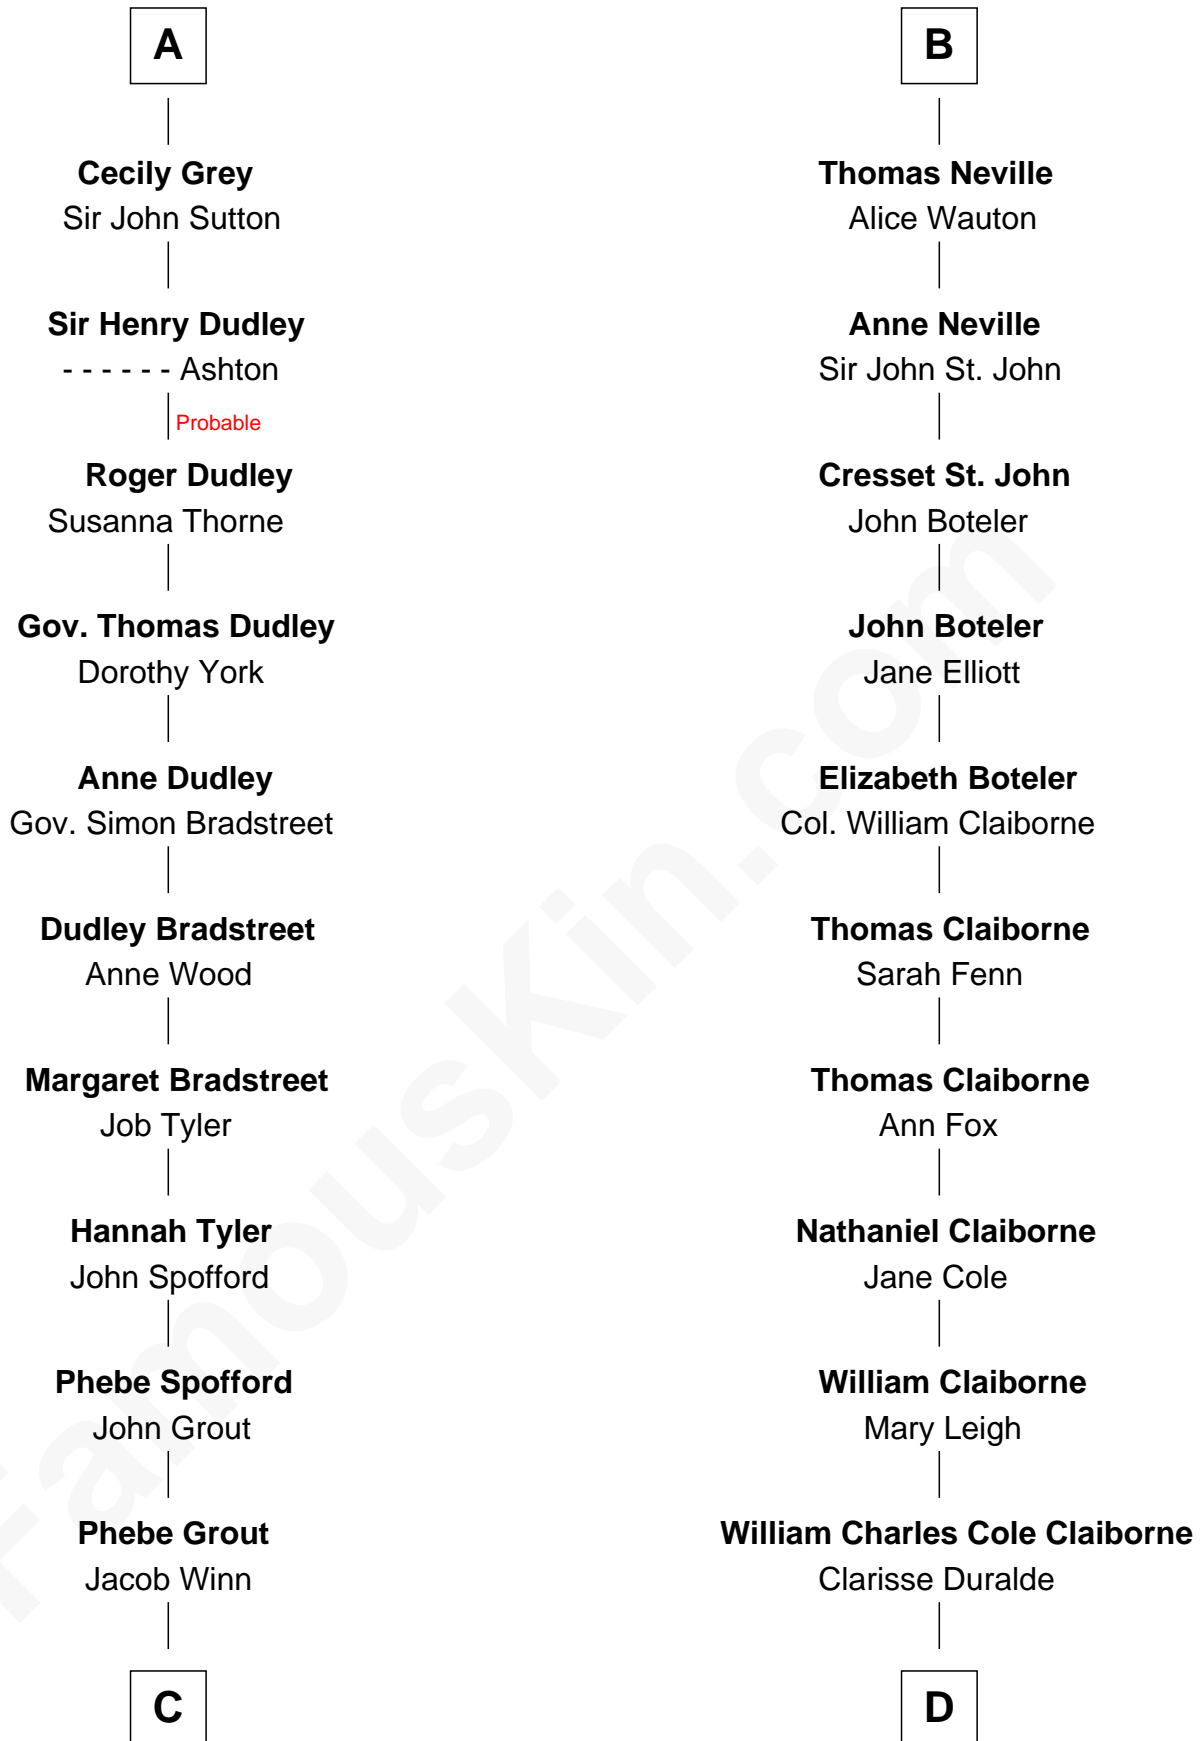 A
Cecily Grey
Sir John Sutton
Sir Henry Dudley
- - - - - - Ashton
Probable
Roger Dudley
Susanna Thorne
Gov. Thomas Dudley
Dorothy York
Anne Dudley
Gov. Simon Bradstreet
Dudley Bradstreet
Anne Wood
Margaret Bradstreet
Job Tyler
Hannah Tyler
John Spofford
Phebe Spofford
John Grout
Phebe Grout
Jacob Winn
C
B
Thomas Neville
Alice Wauton
Anne Neville
Sir John St. John
Cresset St. John
John Boteler
John Boteler
Jane Elliott
Elizabeth Boteler
Col. William Claiborne
Thomas Claiborne
Sarah Fenn
Thomas Claiborne
Ann Fox
Nathaniel Claiborne
Jane Cole
William Claiborne
Mary Leigh
William Charles Cole Claiborne
Clarisse Duralde
D
FamousKin.com